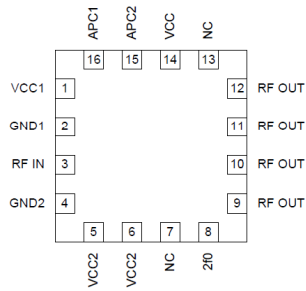 APC1 APC2 VCC NC
16 15 14 13
VCC1 1 12 RF OUT
GND1 2 11 RF OUT
RF IN 3 10 RF OUT
GND2 4 9 RF OUT
5 6 7 8
VCC2 VCC2 NC 2f0